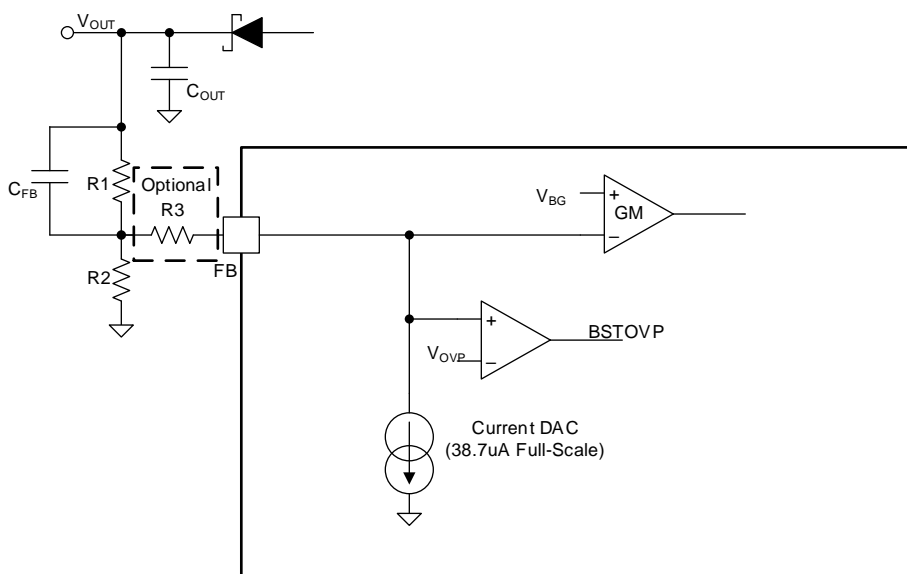 VOUT
COUT
CFB
R1
Optional
R3
R2
FB
VBG
+
GM
−
+
VOVP
−
BSTOVP
Current DAC
(38.7uA Full-Scale)